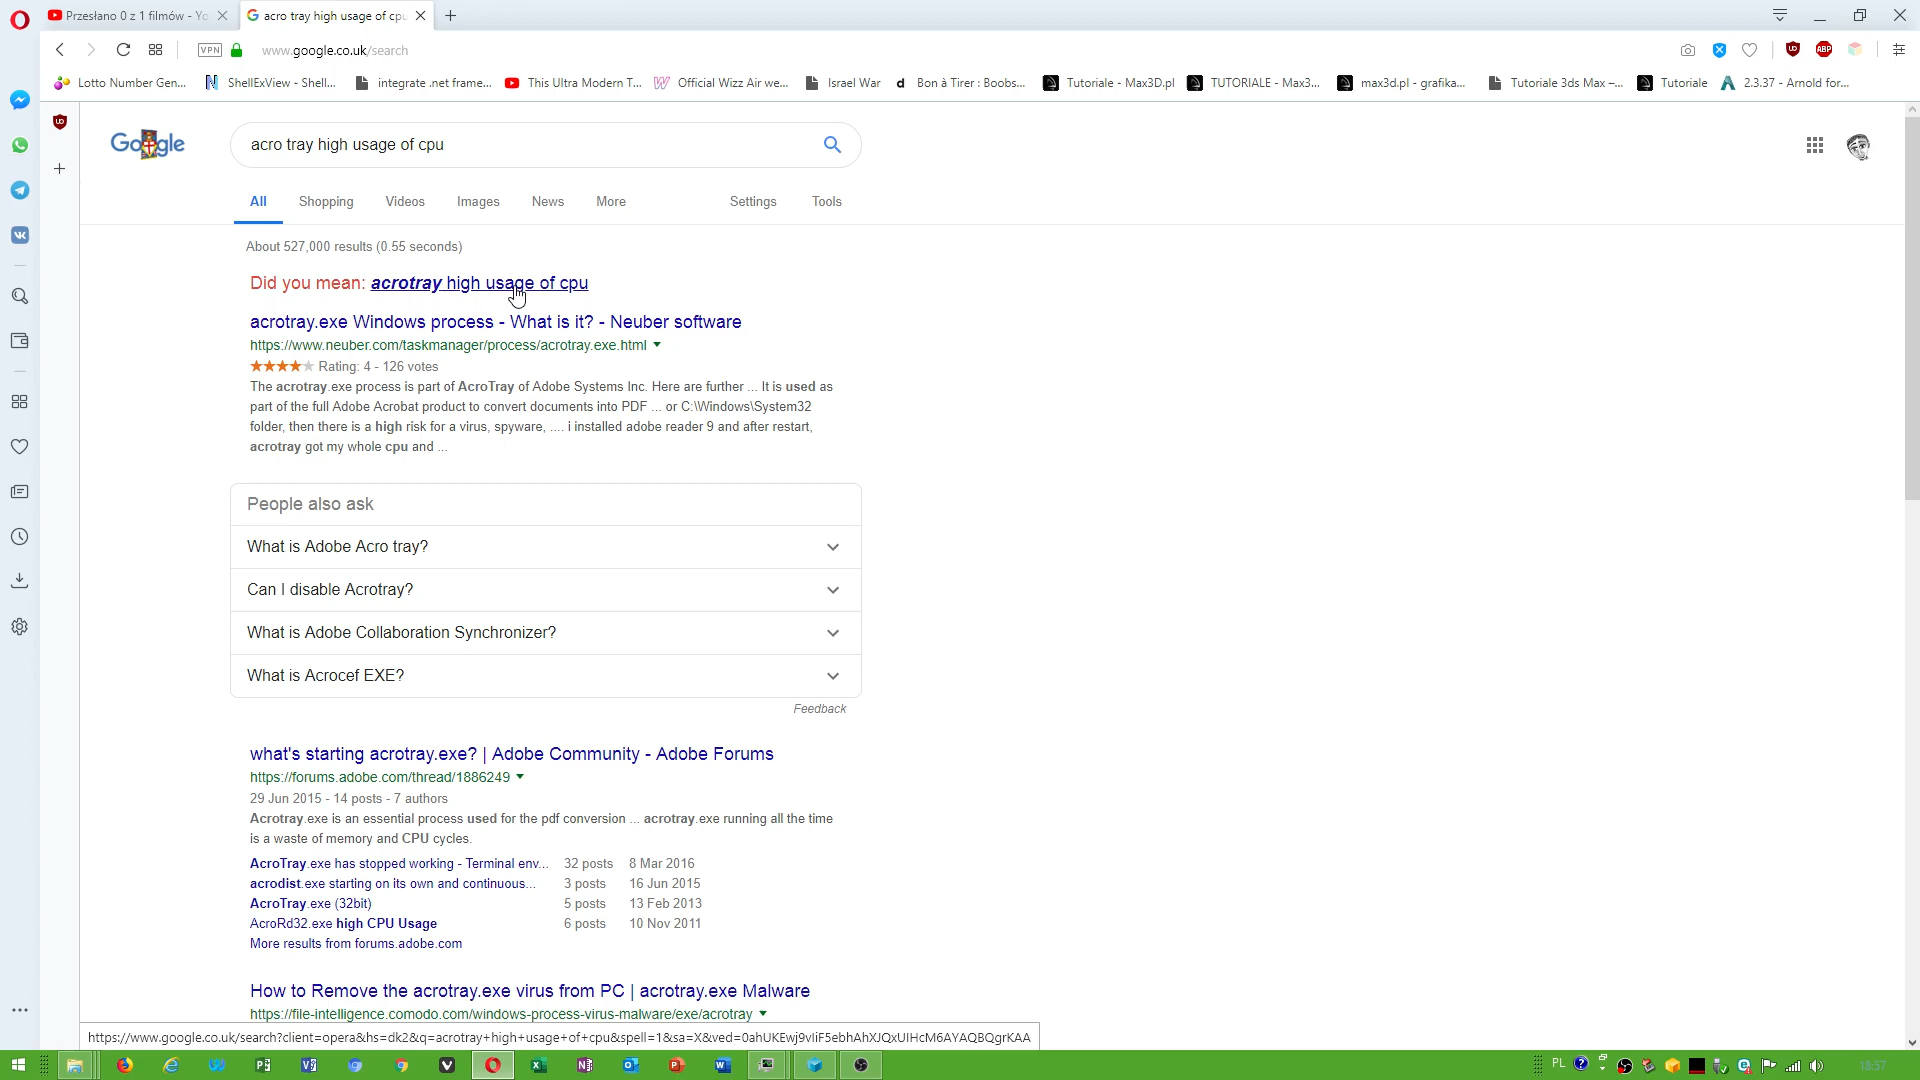 Przesłano 0 z 1 filmów - Yo
acro tray high usage of cpu
VPN
www.google.co.uk/search
ABP
Lotto Number Gen...
ShellExView - Shell...
integrate .net frame...
This Ultra Modern T...
Official Wizz Air we...
Israel War
Bon à Tirer : Boobs...
Tutoriale - Max3D.pl
TUTORIALE - Max3...
max3d.pl - grafika...
Tutoriale 3ds Max –...
Tutoriale
2.3.37 - Arnold for...
Google
acro tray high usage of cpu
All
Shopping
Videos
Images
News
More
Settings
Tools
About 527,000 results (0.55 seconds)
Did you mean: acrotray high usage of cpu
acrotray.exe Windows process - What is it? - Neuber software
https://www.neuber.com/taskmanager/process/acrotray.exe.html
Rating: 4 - 126 votes
The acrotray.exe process is part of AcroTray of Adobe Systems Inc. Here are further ... It is used as
part of the full Adobe Acrobat product to convert documents into PDF ... or C:\Windows\System32
folder, then there is a high risk for a virus, spyware, .... i installed adobe reader 9 and after restart,
acrotray got my whole cpu and ...
People also ask
What is Adobe Acro tray?
Can I disable Acrotray?
What is Adobe Collaboration Synchronizer?
What is Acrocef EXE?
Feedback
what's starting acrotray.exe? | Adobe Community - Adobe Forums
https://forums.adobe.com/thread/1886249
29 Jun 2015 - 14 posts - 7 authors
Acrotray.exe is an essential process used for the pdf conversion ... acrotray.exe running all the time
is a waste of memory and CPU cycles.
AcroTray.exe has stopped working - Terminal env... 32 posts 8 Mar 2016
acrodist.exe starting on its own and continuous... 3 posts 16 Jun 2015
AcroTray.exe (32bit) 5 posts 13 Feb 2013
AcroRd32.exe high CPU Usage 6 posts 10 Nov 2011
More results from forums.adobe.com
How to Remove the acrotray.exe virus from PC | acrotray.exe Malware
https://file-intelligence.comodo.com/windows-process-virus-malware/exe/acrotray
https://www.google.co.uk/search?client=opera&hs=dk2&q=acrotray+high+usage+of+cpu&spell=1&sa=X&ved=0ahUKEwj9vIiF5ebhAhXJQxUIHcM6AYAQBQgrKAA
PL
18:57